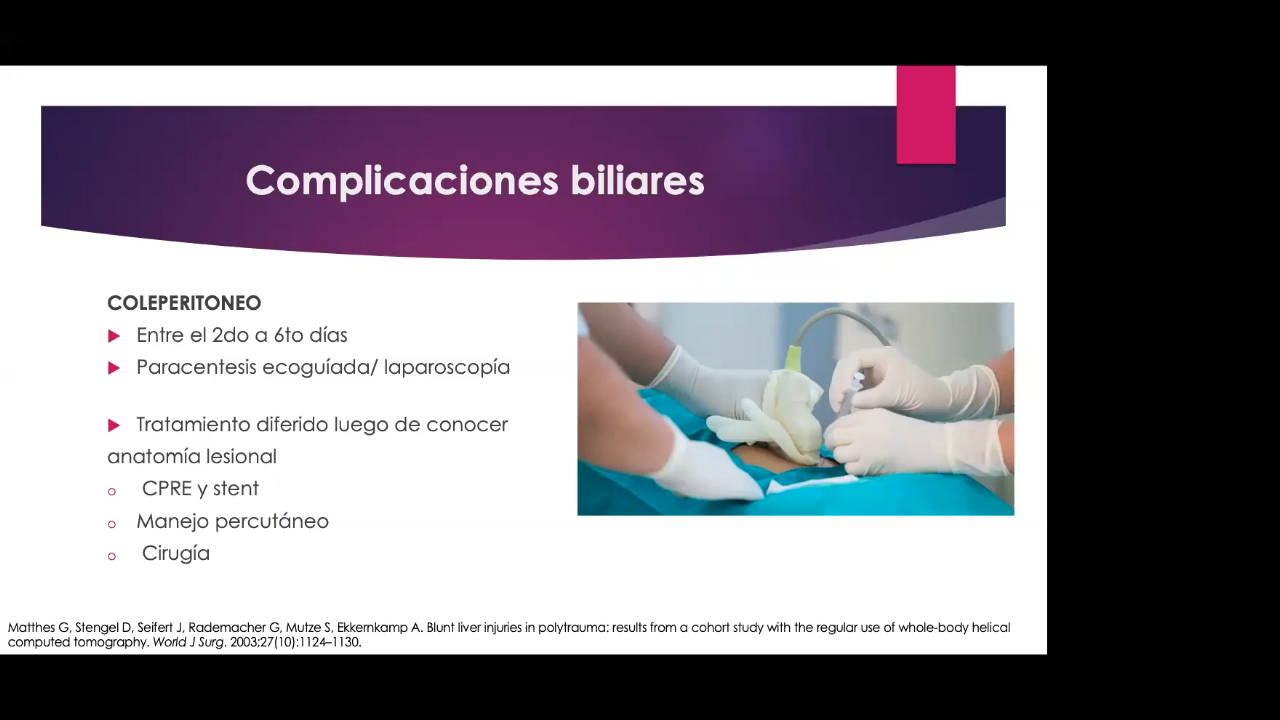 Complicaciones biliares
COLEPERITONEO
Entre el 2do a 6to días
Paracentesis ecoguíada/ laparoscopía
Tratamiento diferido luego de conocer
anatomía lesional
CPRE y stent
Manejo percutáneo
Cirugía
Matthes G, Stengel D, Seifert J, Rademacher G, Mutze S, Ekkernkamp A. Blunt liver injuries in polytrauma: results from a cohort study with the regular use of whole-body helical
computed tomography. World J Surg. 2003;27(10):1124–1130.